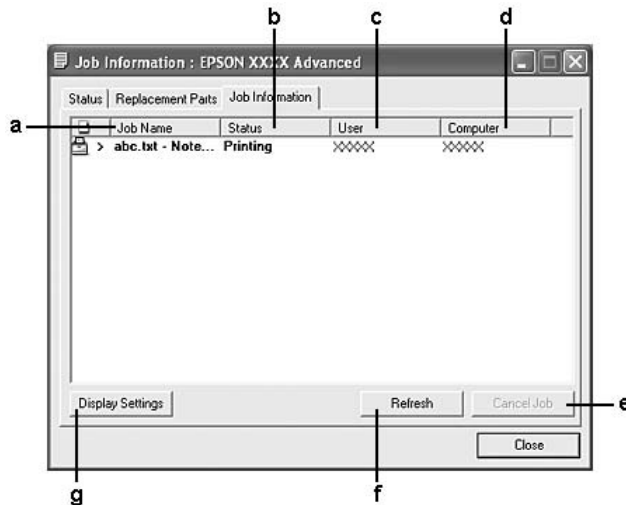 b c d
Job Information : EPSON XXXX Advanced
Status Replacement Parts Job Information
a Job Name Status User Computer
> abc.txt - Note... Printing XXXXX XXXXX
Display Settings Refresh Cancel Job e
Close
g f